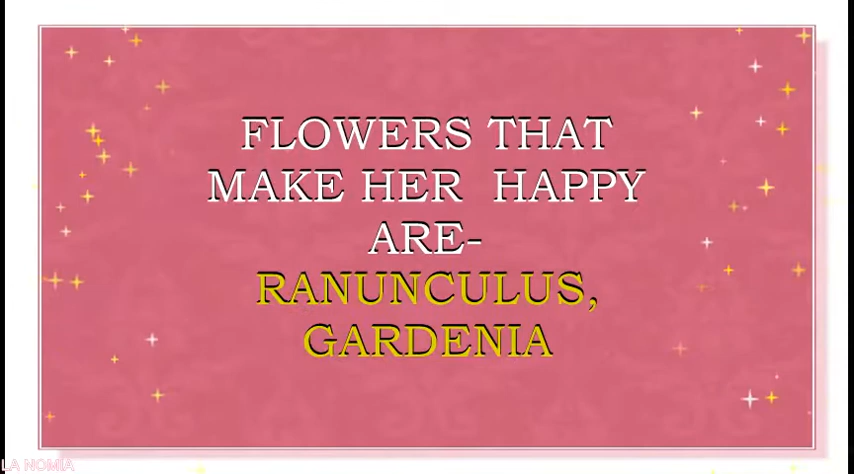 FLOWERS THAT
MAKE HER HAPPY
ARE-
RANUNCULUS,
GARDENIA
LA NOMIA